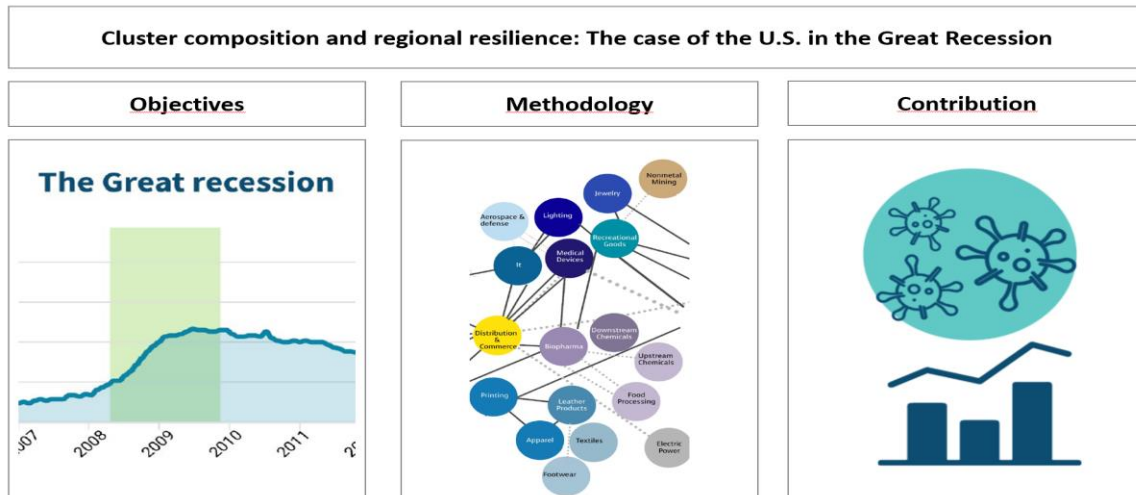 Cluster composition and regional resilience: The case of the U.S. in the Great Recession
Objectives
Methodology
Contribution
The Great recession
2008
2009
2010
2011
Nonmetal
Mining
Jewelry
Aerospace &
defense
Lighting
Recreational
Goods
Medical
Devices
It
Distribution
&
Commerce
Downstream
Chemicals
Biopharma
Upstream
Chemicals
Printing
Leather
Products
Food
Processing
Apparel
Textiles
Electric
Power
Footwear